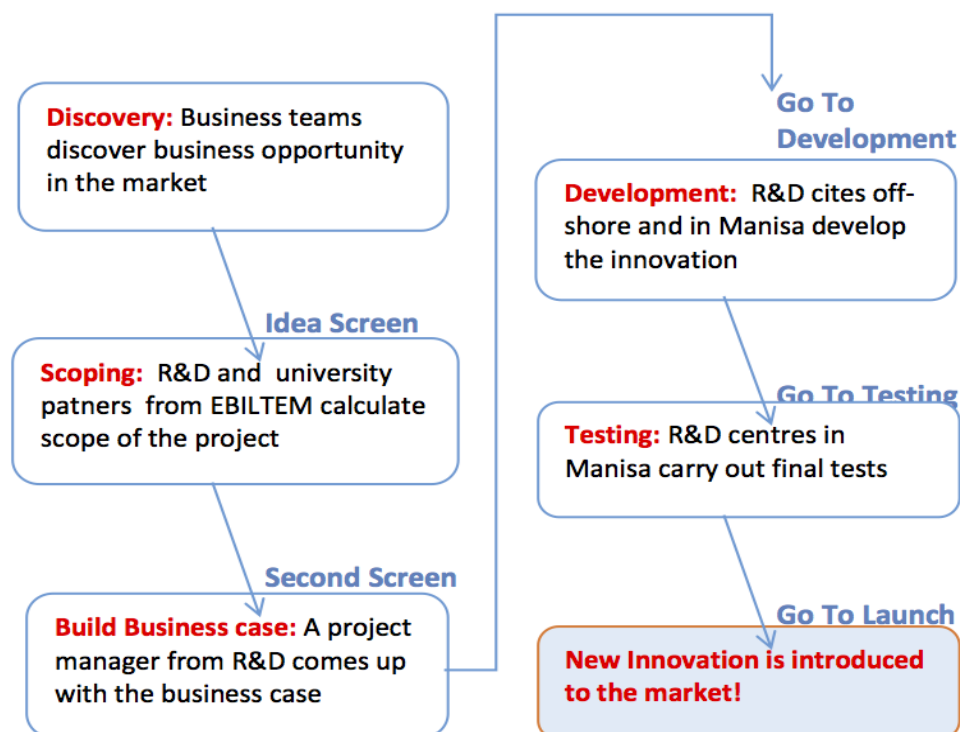 Discovery: Business teams
discover business opportunity
in the market
Idea Screen
Scoping: R&D and university
patners from EBILTEM calculate
scope of the project
Second Screen
Build Business case: A project
manager from R&D comes up
with the business case
Go To
Development
Development: R&D cites off-
shore and in Manisa develop
the innovation
Go To Testing
Testing: R&D centres in
Manisa carry out final tests
Go To Launch
New Innovation is introduced
to the market!